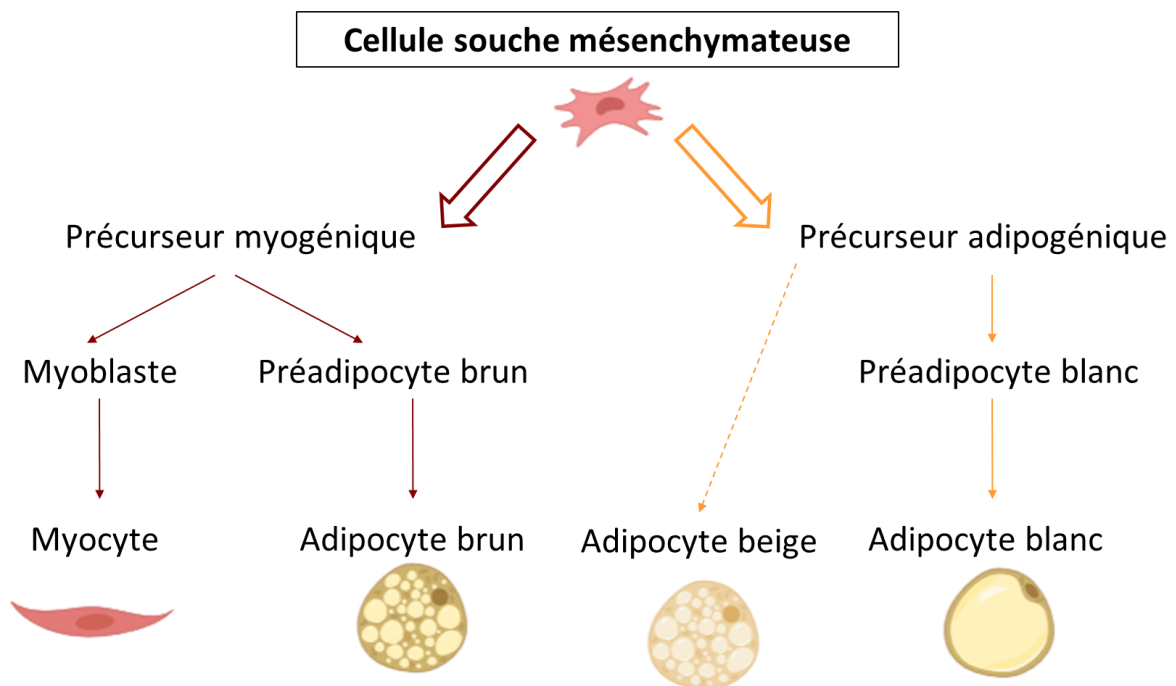 Cellule souche mésenchymateuse
Précurseur myogénique
Précurseur adipogénique
Myoblaste
Préadipocyte brun
Préadipocyte blanc
Myocyte
Adipocyte brun
Adipocyte beige
Adipocyte blanc